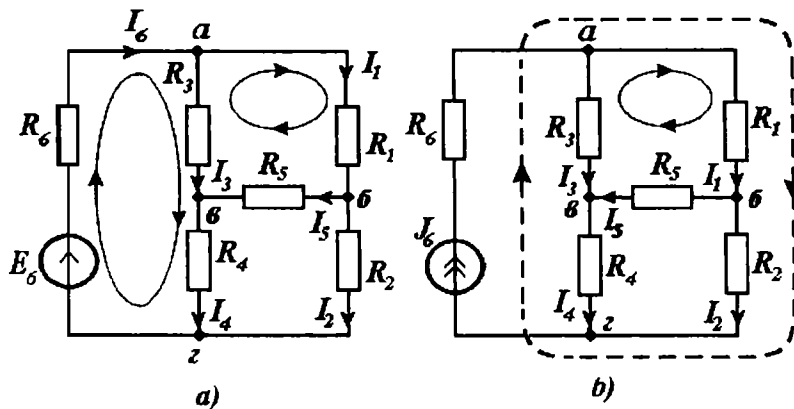 I₆ а I₁
R₃
R₆ R₁
R₅
I₃ в I₅ б
E₆ R₄ R₂
I₄ I₂
г
а)
а
R₆ R₃ R₁
R₅
I₃ I₁
в I₅ б
J₆ R₄ R₂
I₄ г I₂
b)